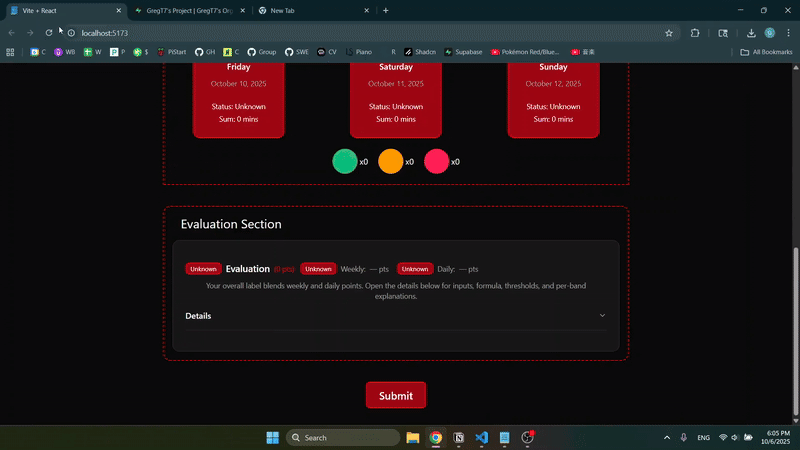 Vite + React
GregT7's Project | GregT7's Org
New Tab
localhost:5173
C
WB
W
P
$
PiStart
GH
C
Group
SWE
CV
Piano
R
Shadcn
Supabase
Pokémon Red/Blue...
音楽
All Bookmarks
Friday
Saturday
Sunday
October 10, 2025
October 11, 2025
October 12, 2025
Status: Unknown
Status: Unknown
Status: Unknown
Sum: 0 mins
Sum: 0 mins
Sum: 0 mins
x0
x0
x0
Evaluation Section
Unknown Evaluation (0 pts) Unknown Weekly: — pts Unknown Daily: — pts
Your overall label blends weekly and daily points. Open the details below for inputs, formula, thresholds, and per-band
explanations.
Details
Submit
Search
ENG
6:05 PM
10/6/2025